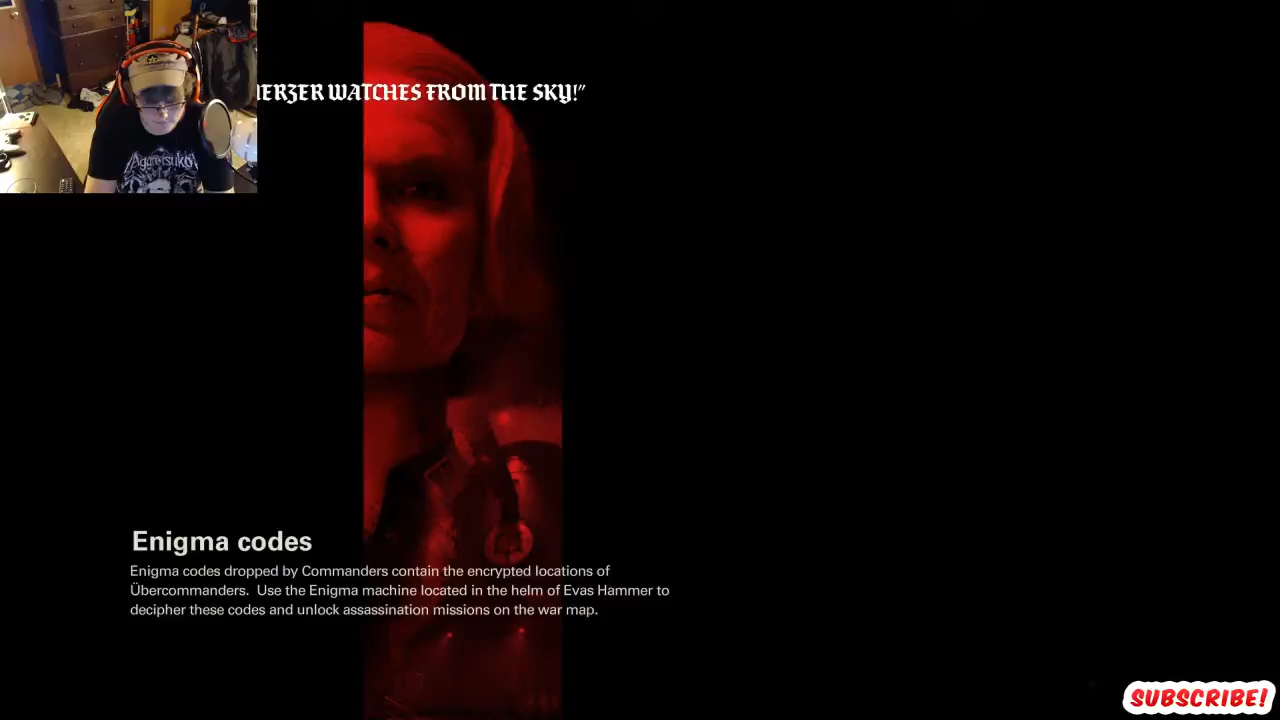 WATCHES FROM THE SKY!"
Aggretsuko
Enigma codes
Enigma codes dropped by Commanders contain the encrypted locations of
Übercommanders.  Use the Enigma machine located in the helm of Evas Hammer to
decipher these codes and unlock assassination missions on the war map.
SUBSCRIBE!